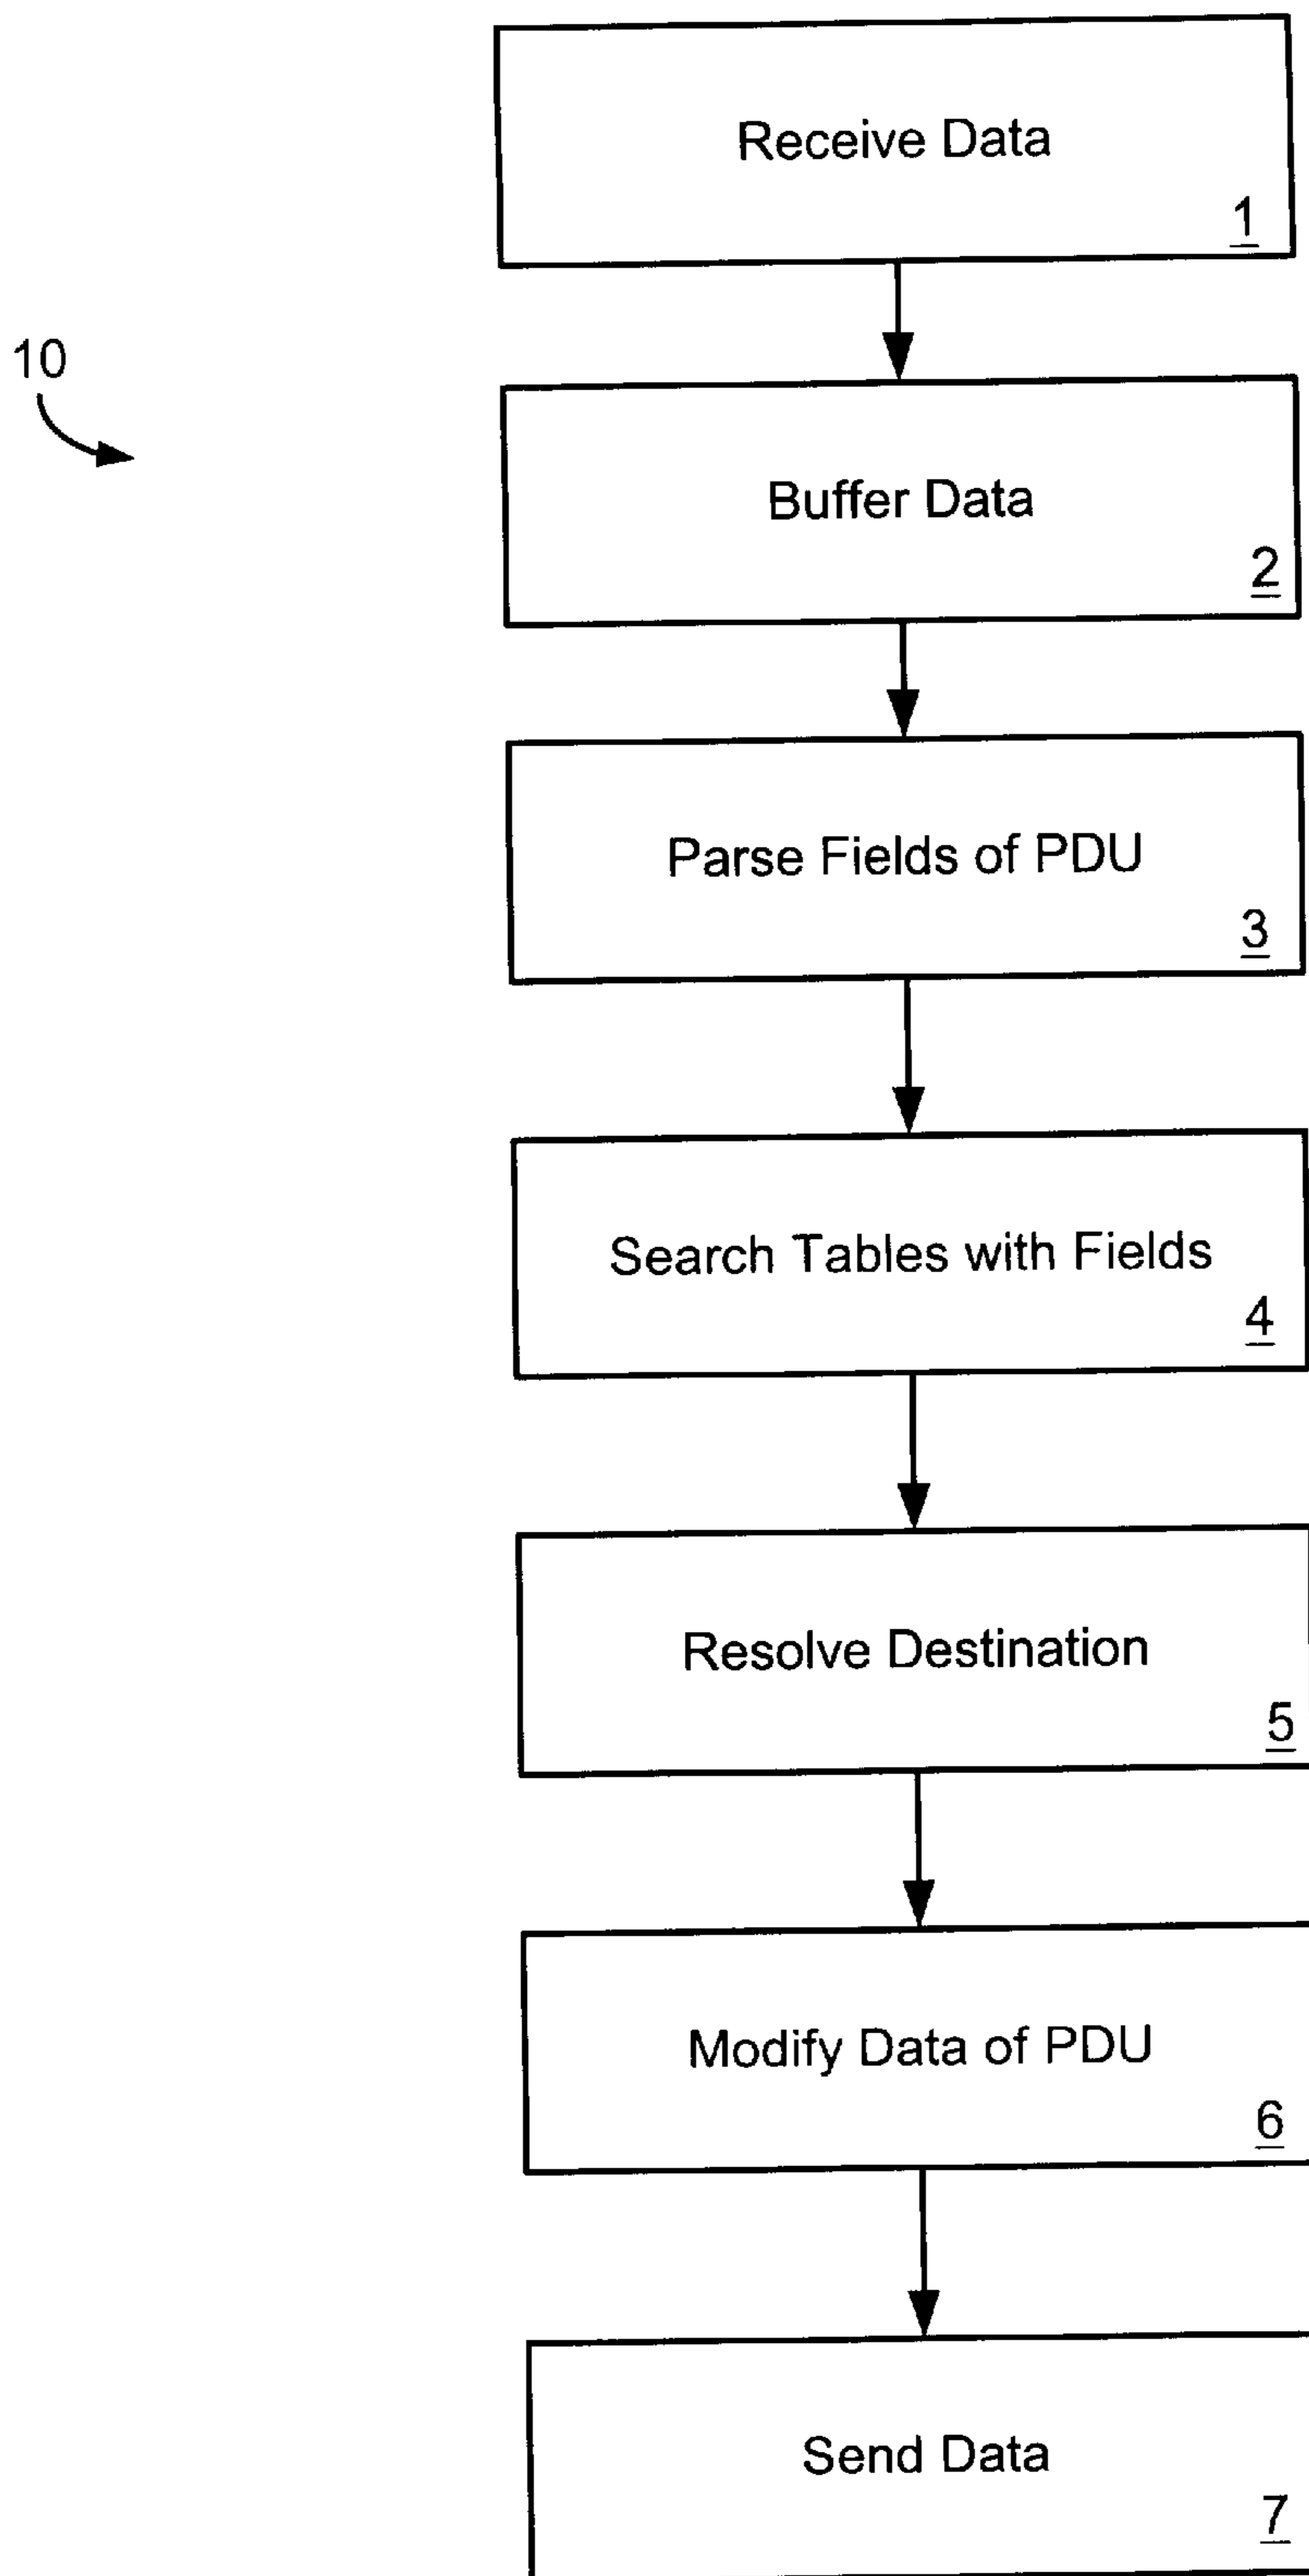 Receive Data
1
10
Buffer Data
2
Parse Fields of PDU
3
Search Tables with Fields
4
Resolve Destination
5
Modify Data of PDU
6
Send Data
7